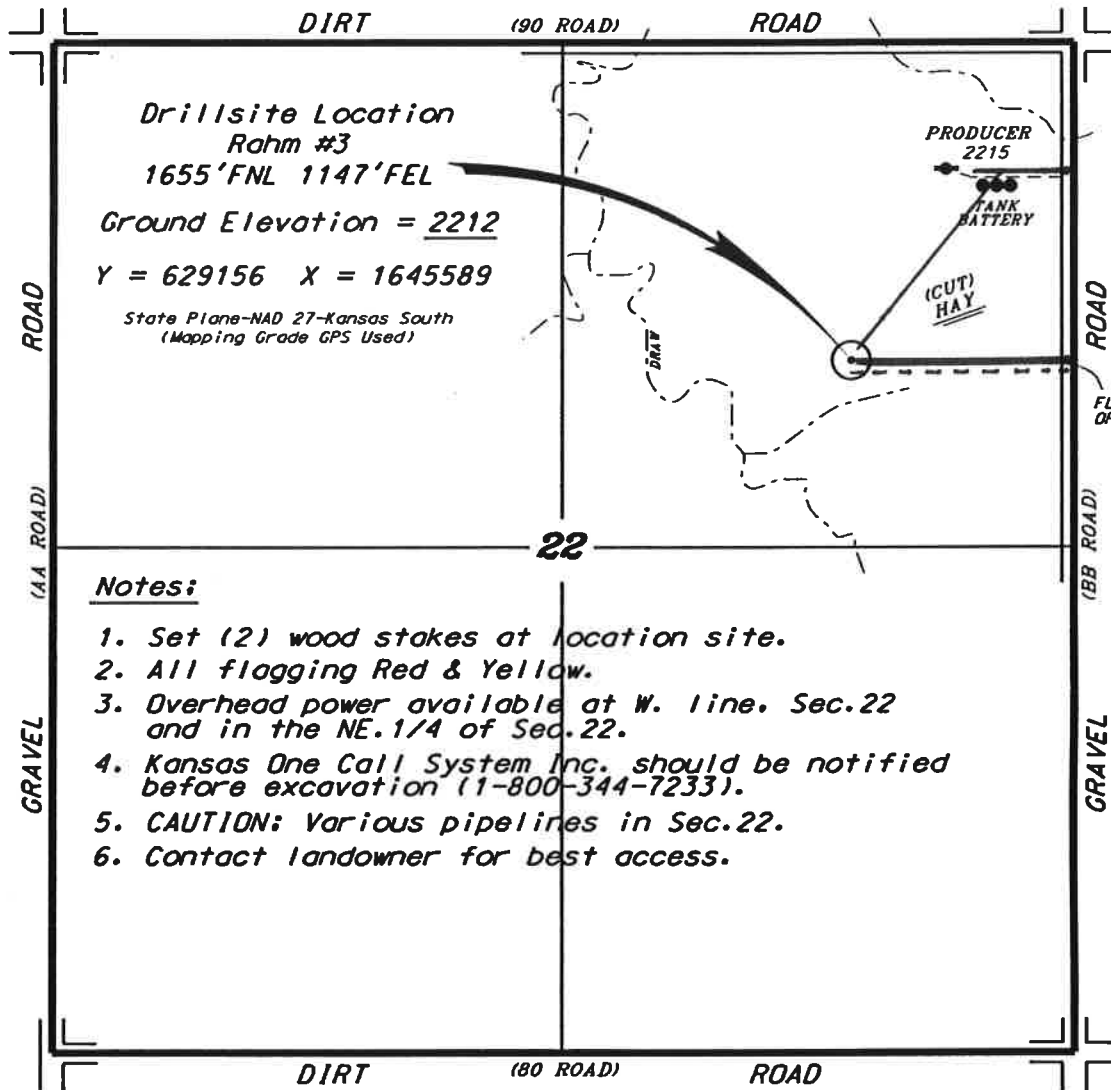 DIRT (90 ROAD) ROAD
Drillsite Location
Rahm #3
1655'FNL 1147'FEL
Ground Elevation = 2212
Y = 629156 X = 1645589
State Plane-NAD 27-Kansas South
(Mapping Grade GPS Used)
PRODUCER
2215
TANK
BATTERY
(CUT)
HAY
DRAW
ROAD
(AA ROAD)
GRAVEL
ROAD
(BB ROAD)
GRAVEL
22
Notes:
1. Set (2) wood stakes at location site.
2. All flagging Red & Yellow.
3. Overhead power available at W. line. Sec.22
and in the NE.1/4 of Sec.22.
4. Kansas One Call System Inc. should be notified
before excavation (1-800-344-7233).
5. CAUTION: Various pipelines in Sec.22.
6. Contact landowner for best access.
DIRT (80 ROAD) ROAD